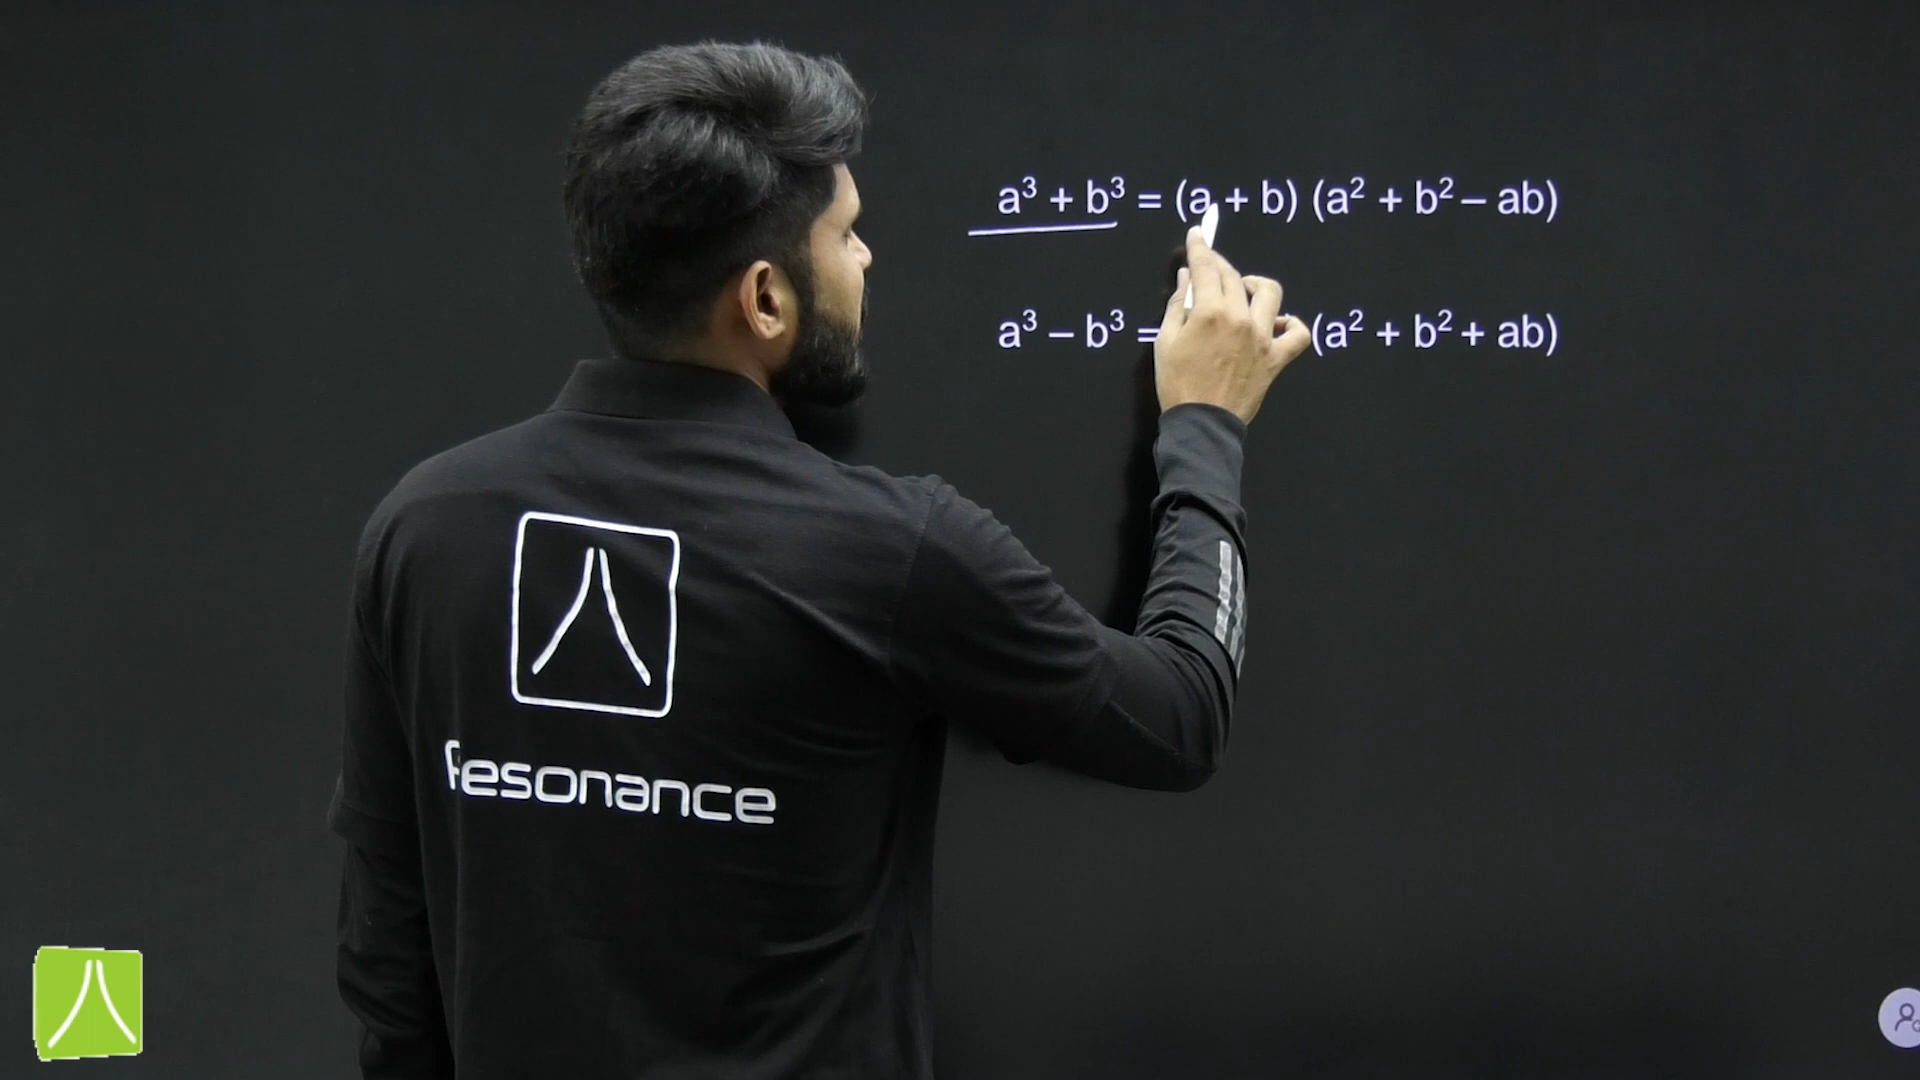 a³ + b³ = (a + b) (a² + b² – ab)
a³ – b³ = (a² + b² + ab)
Resonance